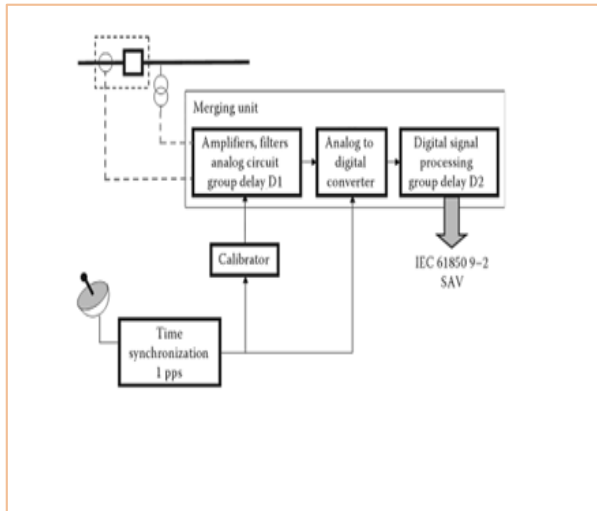 Merging unit
Amplifiers, filters
analog circuit
group delay D1
Analog to
digital
converter
Digital signal
processing
group delay D2
Calibrator
IEC 61850 9–2
SAV
Time
synchronization
1 pps